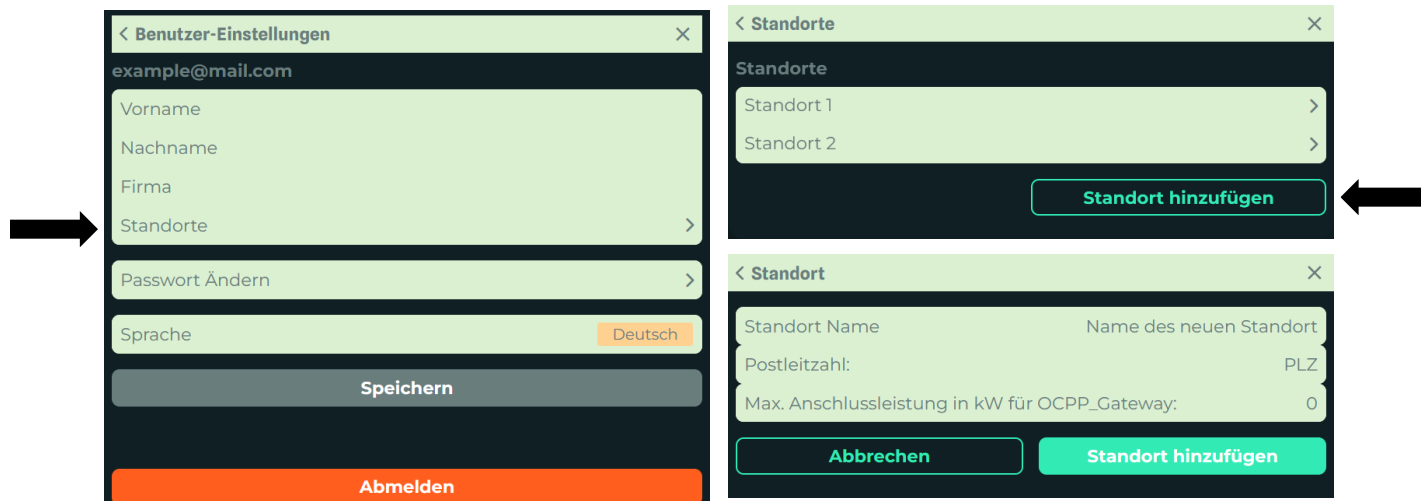 Benutzer-Einstellungen
example@mail.com
Vorname
Nachname
Firma
Standorte
Passwort Ändern
Sprache Deutsch
Speichern
Abmelden
Standorte
Standorte
Standort 1
Standort 2
Standort hinzufügen
Standort
Standort Name Name des neuen Standort
Postleitzahl: PLZ
Max. Anschlussleistung in kW für OCPP_Gateway: 0
Abbrechen Standort hinzufügen